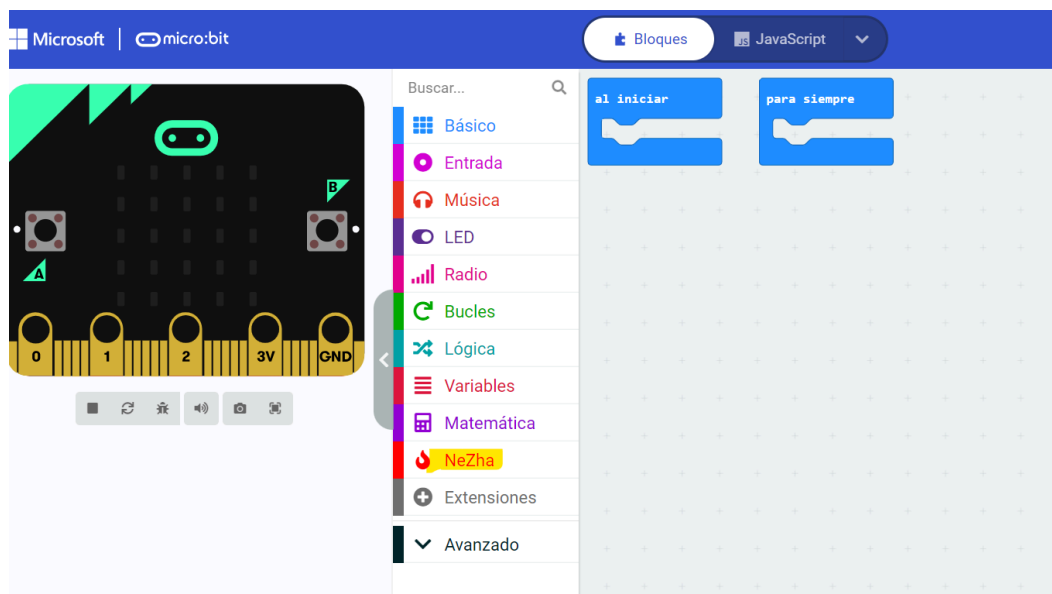 Microsoft micro:bit
Bloques
JavaScript
Buscar...
Básico
Entrada
Música
LED
Radio
Bucles
Lógica
Variables
Matemática
NeZha
Extensiones
Avanzado
al iniciar
para siempre
B
A
0 1 2 3V GND